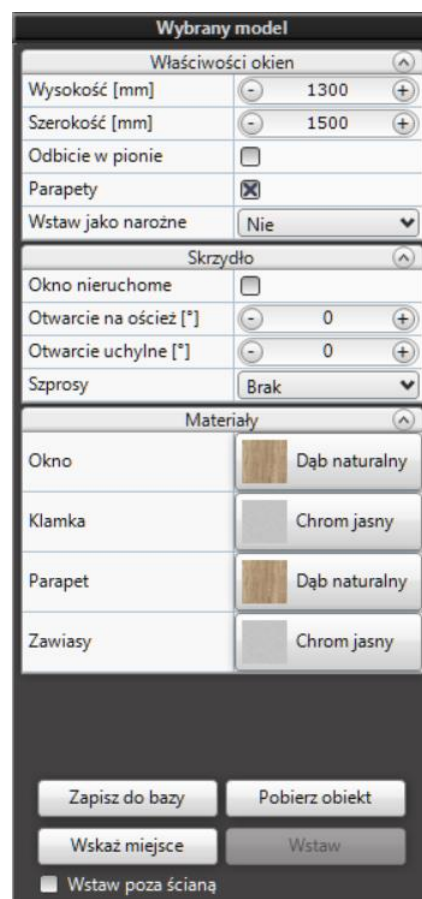 Wybrany model
Właściwości okien
Wysokość [mm] - 1300 +
Szerokość [mm] - 1500 +
Odbicie w pionie
Parapety
Wstaw jako narożne Nie
Skrzydło
Okno nieruchome
Otwarcie na oścież [°] - 0 +
Otwarcie uchylne [°] - 0 +
Szprosy Brak
Materiały
Okno Dąb naturalny
Klamka Chrom jasny
Parapet Dąb naturalny
Zawiasy Chrom jasny
Zapisz do bazy Pobierz obiekt
Wskaż miejsce Wstaw
Wstaw poza ścianą